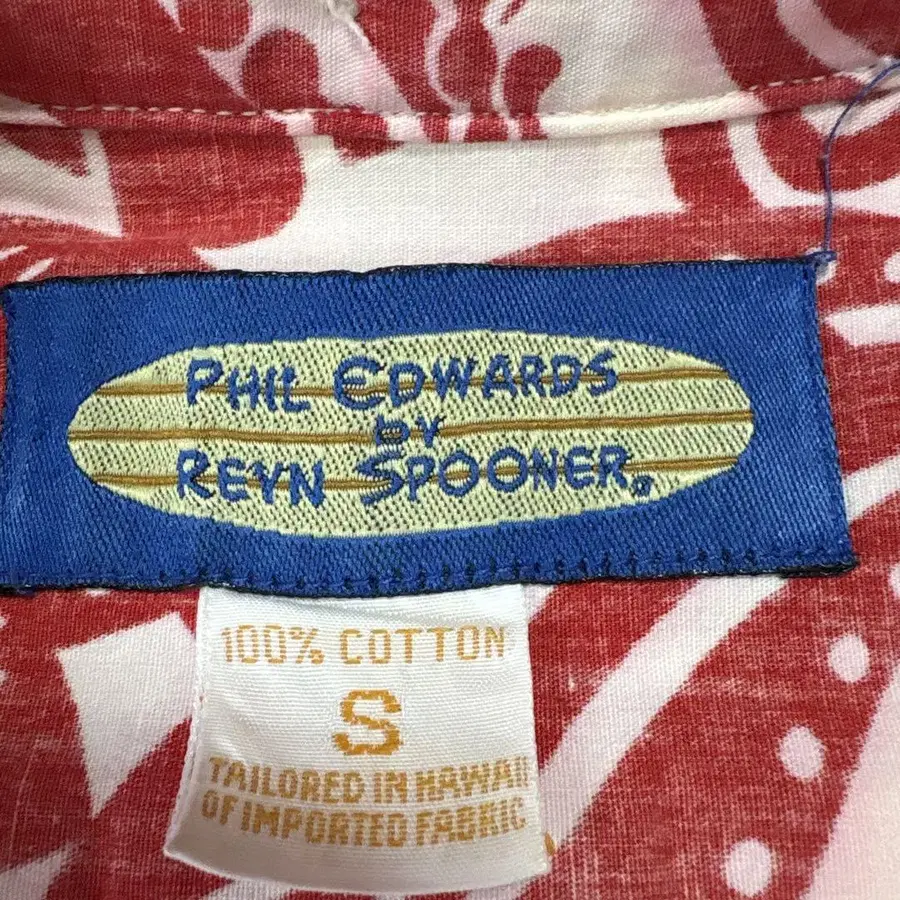 PHIL EDWARDS
BY
REYN SPOONER®
100% COTTON
S
TAILORED IN HAWAII
OF IMPORTED FABRIC